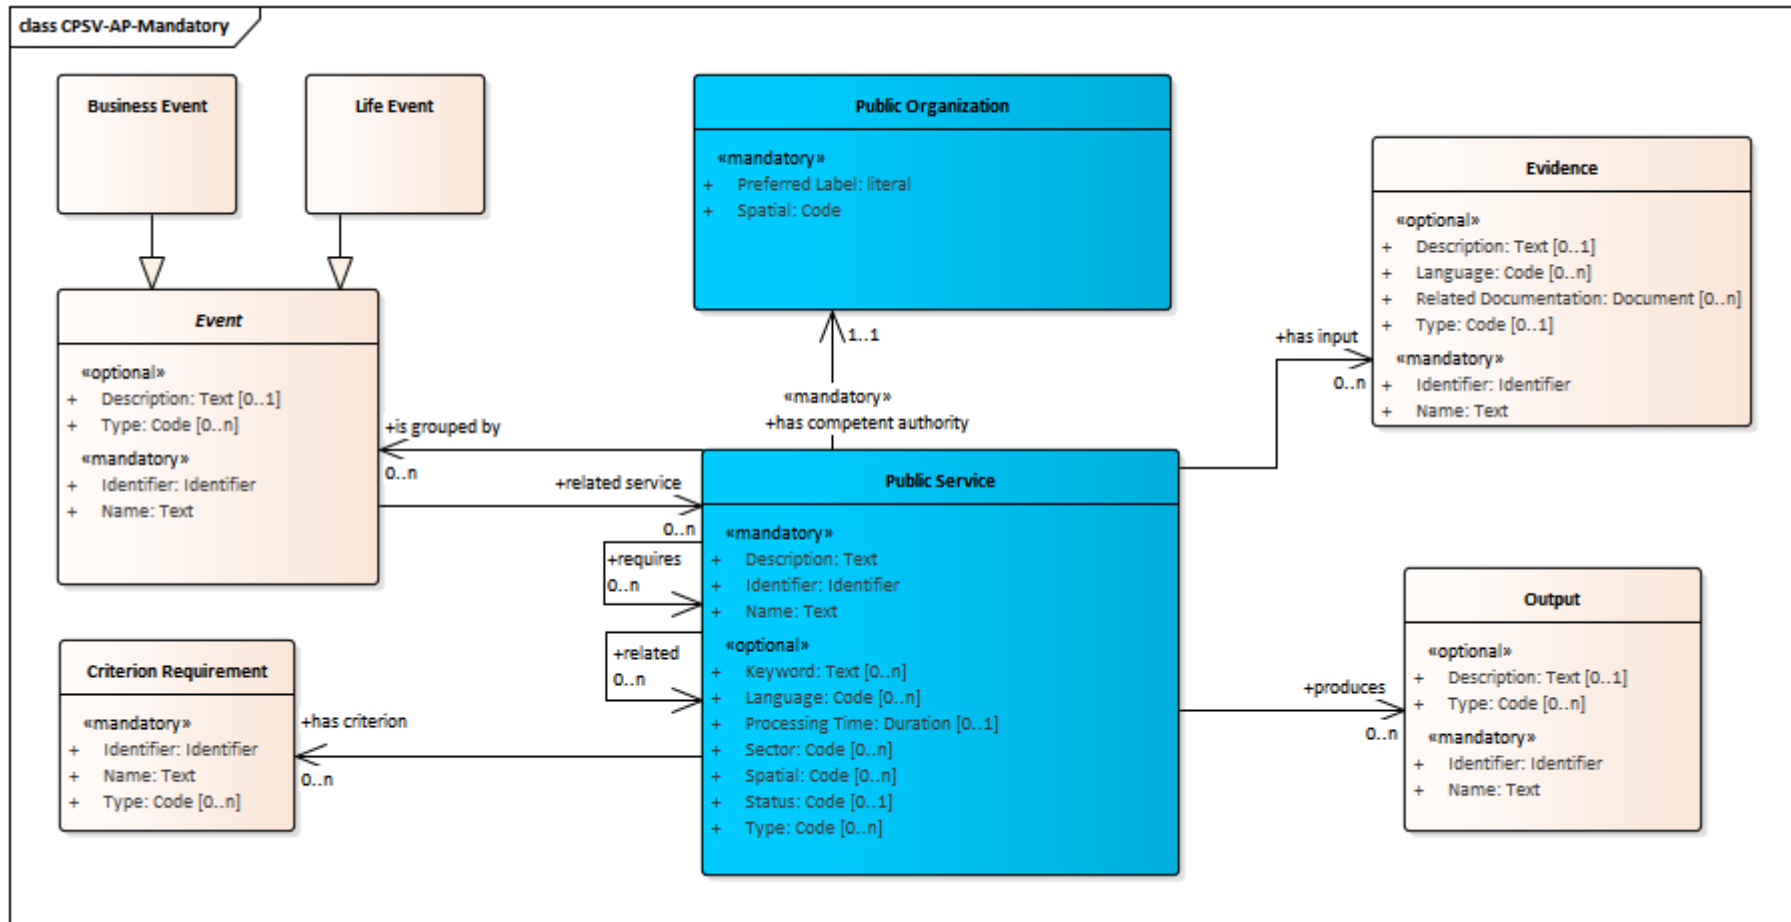 class CPSV-AP-Mandatory
Business Event
Life Event
Public Organization
«mandatory»
+ Preferred Label: literal
+ Spatial: Code
Evidence
«optional»
+ Description: Text [0..1]
+ Language: Code [0..n]
+ Related Documentation: Document [0..n]
+ Type: Code [0..1]
«mandatory»
+ Identifier: Identifier
+ Name: Text
Event
«optional»
+ Description: Text [0..1]
+ Type: Code [0..n]
«mandatory»
+ Identifier: Identifier
+ Name: Text
1..1
«mandatory»
+has competent authority
+has input
0..n
+is grouped by
0..n
+related service
0..n
+requires
0..n
+related
0..n
Public Service
«mandatory»
+ Description: Text
+ Identifier: Identifier
+ Name: Text
«optional»
+ Keyword: Text [0..n]
+ Language: Code [0..n]
+ Processing Time: Duration [0..1]
+ Sector: Code [0..n]
+ Spatial: Code [0..n]
+ Status: Code [0..1]
+ Type: Code [0..n]
Criterion Requirement
«mandatory»
+ Identifier: Identifier
+ Name: Text
+ Type: Code [0..n]
+has criterion
0..n
+produces
0..n
Output
«optional»
+ Description: Text [0..1]
+ Type: Code [0..n]
«mandatory»
+ Identifier: Identifier
+ Name: Text